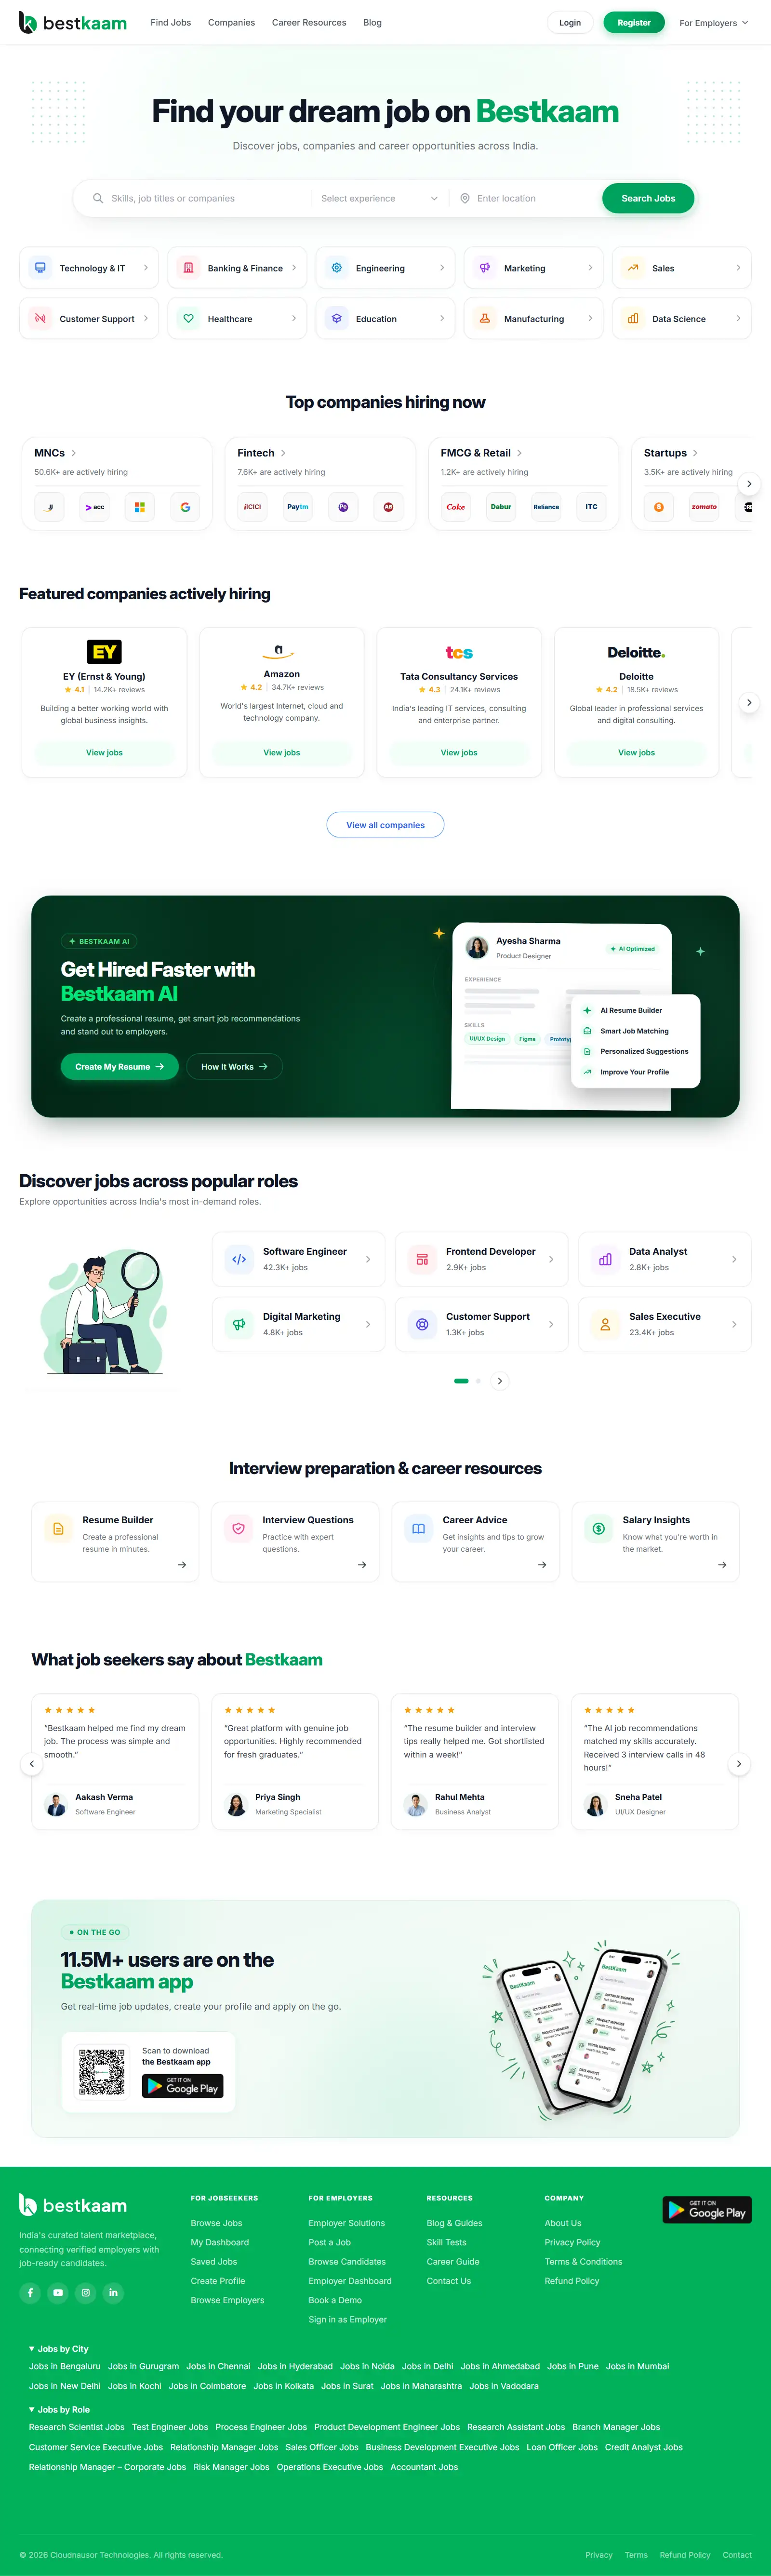 bestkaam
Find Jobs Companies Career Resources Blog
Login Register For Employers
Find your dream job on Bestkaam
Discover jobs, companies and career opportunities across India.
Skills, job titles or companies Select experience Enter location Search Jobs
Technology & IT Banking & Finance Engineering Marketing Sales
Customer Support Healthcare Education Manufacturing Data Science
Top companies hiring now
MNCs
50.6K+ are actively hiring
acc
Fintech
7.6K+ are actively hiring
ICICI Paytm Pe AB
FMCG & Retail
1.2K+ are actively hiring
Coke Dabur Reliance ITC
Startups
3.5K+ are actively hiring
zomato
Featured companies actively hiring
EY
EY (Ernst & Young)
4.1 | 14.2K+ reviews
Building a better working world with
global business insights.
View jobs
Amazon
4.2 | 34.7K+ reviews
World's largest Internet, cloud and
technology company.
View jobs
tcs
Tata Consultancy Services
4.3 | 24.1K+ reviews
India's leading IT services, consulting
and enterprise partner.
View jobs
Deloitte.
Deloitte
4.2 | 18.5K+ reviews
Global leader in professional services
and digital consulting.
View jobs
View all companies
BESTKAAM AI
Get Hired Faster with
Bestkaam AI
Create a professional resume, get smart job recommendations
and stand out to employers.
Create My Resume How It Works
Ayesha Sharma
Product Designer
AI Optimized
EXPERIENCE
SKILLS
UI/UX Design Figma Prototyp
AI Resume Builder
Smart Job Matching
Personalized Suggestions
Improve Your Profile
Discover jobs across popular roles
Explore opportunities across India's most in-demand roles.
Software Engineer
42.3K+ jobs
Frontend Developer
2.9K+ jobs
Data Analyst
2.8K+ jobs
Digital Marketing
4.8K+ jobs
Customer Support
1.3K+ jobs
Sales Executive
23.4K+ jobs
Interview preparation & career resources
Resume Builder
Create a professional
resume in minutes.
Interview Questions
Practice with expert
questions.
Career Advice
Get insights and tips to grow
your career.
Salary Insights
Know what you're worth in
the market.
What job seekers say about Bestkaam
“Bestkaam helped me find my dream
job. The process was simple and
smooth.”
Aakash Verma
Software Engineer
“Great platform with genuine job
opportunities. Highly recommended
for fresh graduates.”
Priya Singh
Marketing Specialist
“The resume builder and interview
tips really helped me. Got shortlisted
within a week!”
Rahul Mehta
Business Analyst
“The AI job recommendations
matched my skills accurately.
Received 3 interview calls in 48
hours!”
Sneha Patel
UI/UX Designer
ON THE GO
11.5M+ users are on the
Bestkaam app
Get real-time job updates, create your profile and apply on the go.
Scan to download
the Bestkaam app
GET IT ON
Google Play
BestKaam
SOFTWARE ENGINEER
PRODUCT MANAGER
BestKaam
SOFTWARE ENGINEER
PRODUCT MANAGER
DIGITAL MARKETING
DATA ANALYST
bestkaam
India's curated talent marketplace,
connecting verified employers with
job-ready candidates.
FOR JOBSEEKERS
Browse Jobs
My Dashboard
Saved Jobs
Create Profile
Browse Employers
FOR EMPLOYERS
Employer Solutions
Post a Job
Browse Candidates
Employer Dashboard
Book a Demo
Sign in as Employer
RESOURCES
Blog & Guides
Skill Tests
Career Guide
Contact Us
COMPANY
About Us
Privacy Policy
Terms & Conditions
Refund Policy
GET IT ON
Google Play
▼ Jobs by City
Jobs in Bengaluru Jobs in Gurugram Jobs in Chennai Jobs in Hyderabad Jobs in Noida Jobs in Delhi Jobs in Ahmedabad Jobs in Pune Jobs in Mumbai
Jobs in New Delhi Jobs in Kochi Jobs in Coimbatore Jobs in Kolkata Jobs in Surat Jobs in Maharashtra Jobs in Vadodara
▼ Jobs by Role
Research Scientist Jobs Test Engineer Jobs Process Engineer Jobs Product Development Engineer Jobs Research Assistant Jobs Branch Manager Jobs
Customer Service Executive Jobs Relationship Manager Jobs Sales Officer Jobs Business Development Executive Jobs Loan Officer Jobs Credit Analyst Jobs
Relationship Manager – Corporate Jobs Risk Manager Jobs Operations Executive Jobs Accountant Jobs
© 2026 Cloudnausor Technologies. All rights reserved.
Privacy Terms Refund Policy Contact